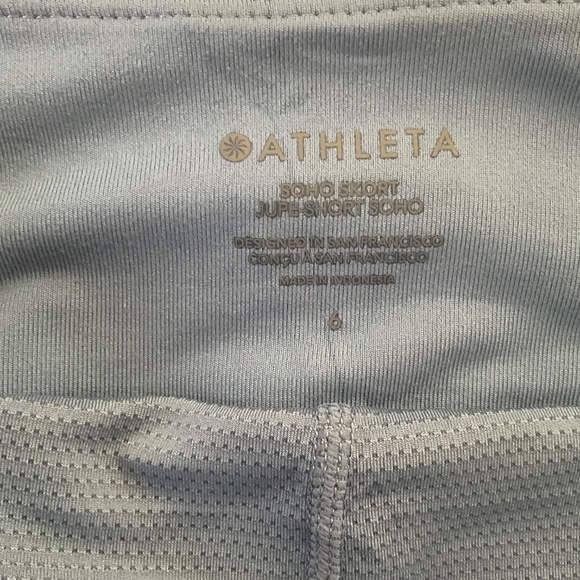 ATHLETA
SOHO SKORT
JUPE-SHORT SOHO
DESIGNED IN SAN FRANCISCO
CONÇU À SAN FRANCISCO
MADE IN INDONESIA
6